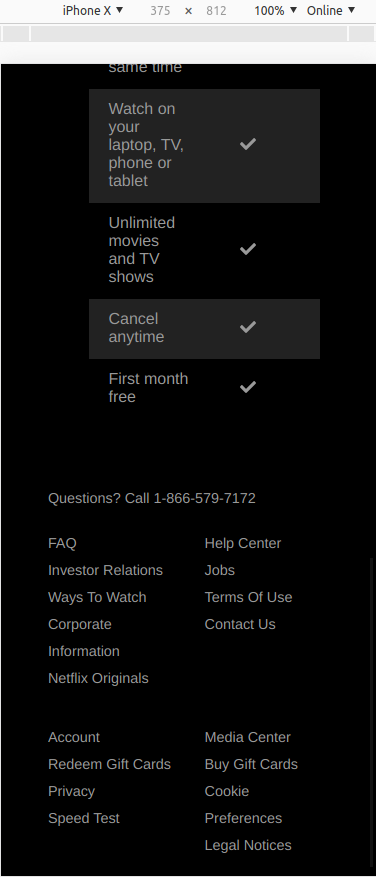 iPhone X ▼ 375 × 812 100% ▼ Online ▼
same time
Watch on
your
laptop, TV,
phone or
tablet
Unlimited
movies
and TV
shows
Cancel
anytime
First month
free
Questions? Call 1-866-579-7172
FAQ
Investor Relations
Ways To Watch
Corporate
Information
Netflix Originals
Help Center
Jobs
Terms Of Use
Contact Us
Account
Redeem Gift Cards
Privacy
Speed Test
Media Center
Buy Gift Cards
Cookie
Preferences
Legal Notices